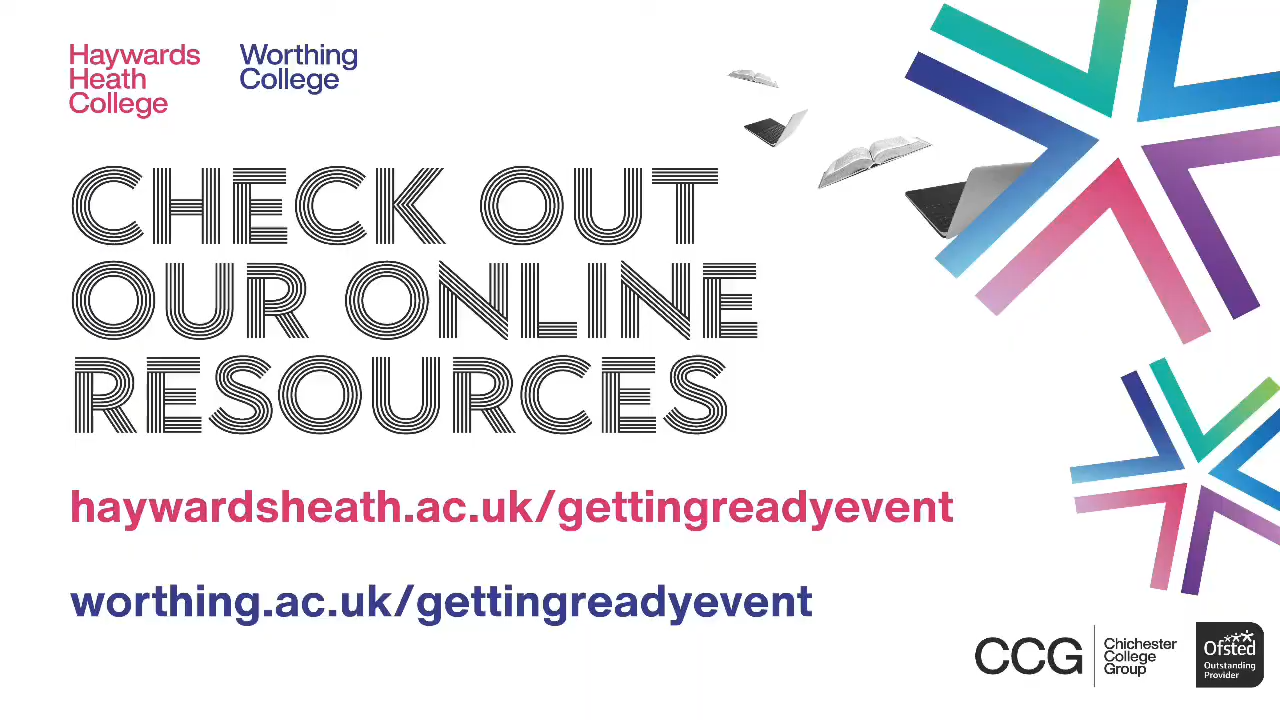 Haywards
Heath
College
Worthing
College
CHECK OUT
OUR ONLINE
RESOURCES
haywardsheath.ac.uk/gettingreadyevent
worthing.ac.uk/gettingreadyevent
CCG
Chichester
College
Group
Ofsted
Outstanding
Provider